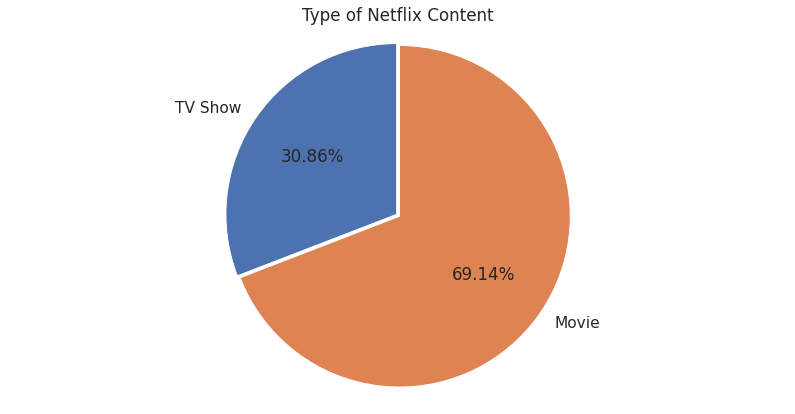 Type of Netflix Content
TV Show
30.86%
69.14%
Movie